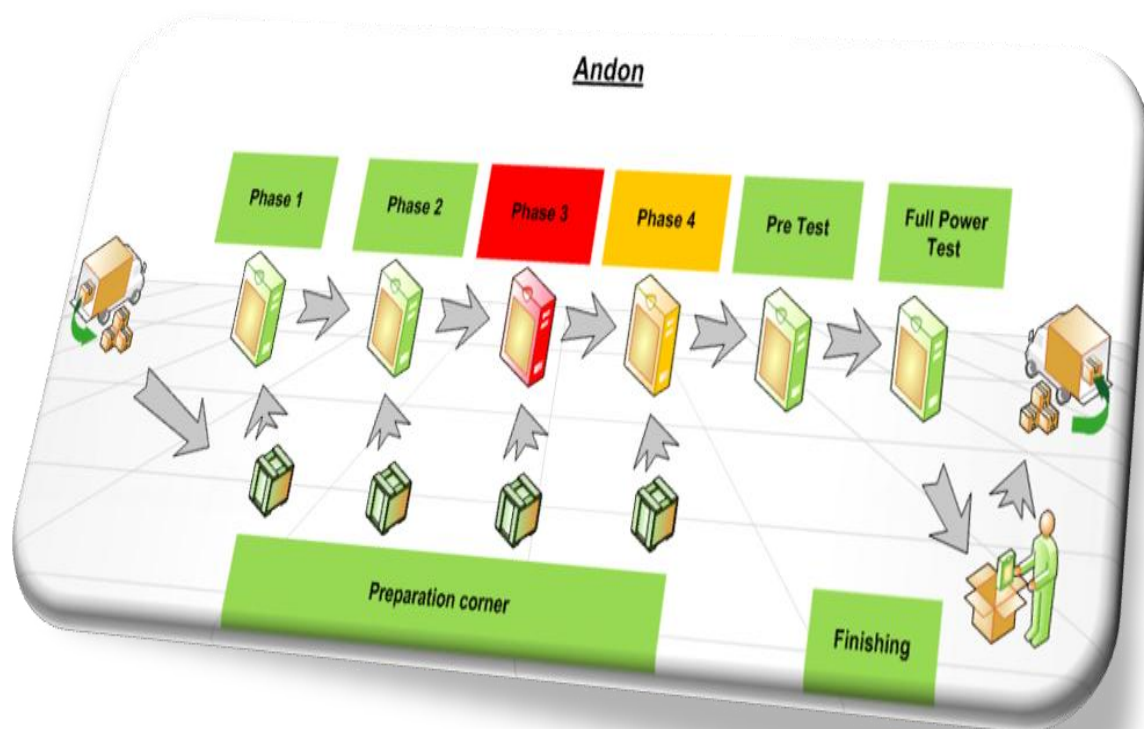 Andon
Phase 1
Phase 2
Phase 3
Phase 4
Pre Test
Full Power
Test
Preparation corner
Finishing